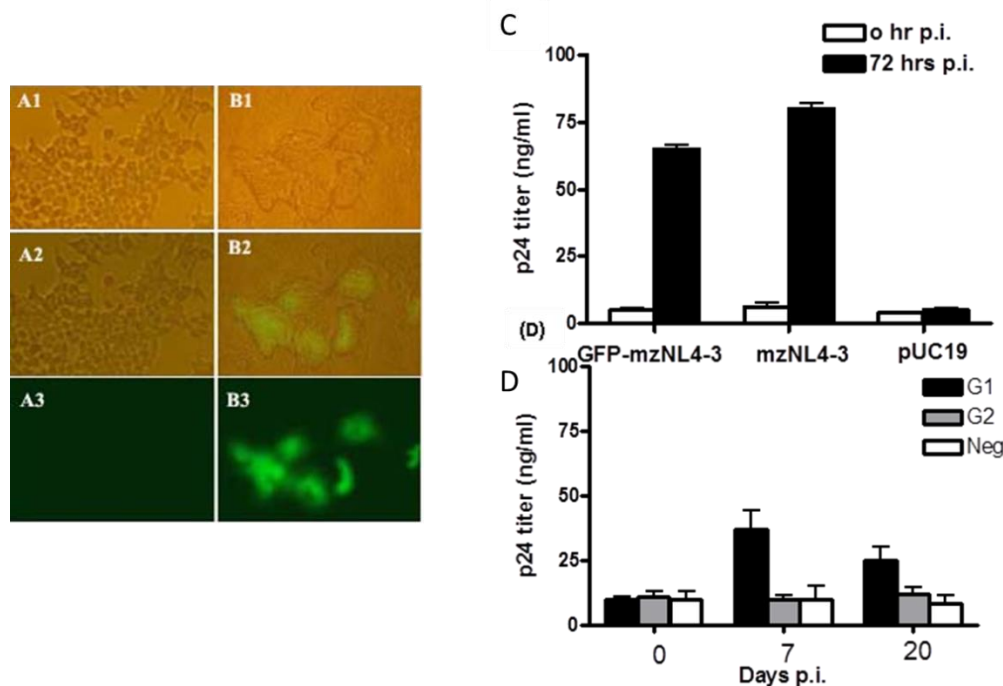 A1
B1
A2
B2
A3
B3
C
o hr p.i.
72 hrs p.i.
100
75
50
25
0
p24 titer (ng/ml)
(D)
GFP-mzNL4-3 mzNL4-3 pUC19
D
G1
G2
Neg
100
75
50
25
0
p24 titer (ng/ml)
0 7 20
Days p.i.